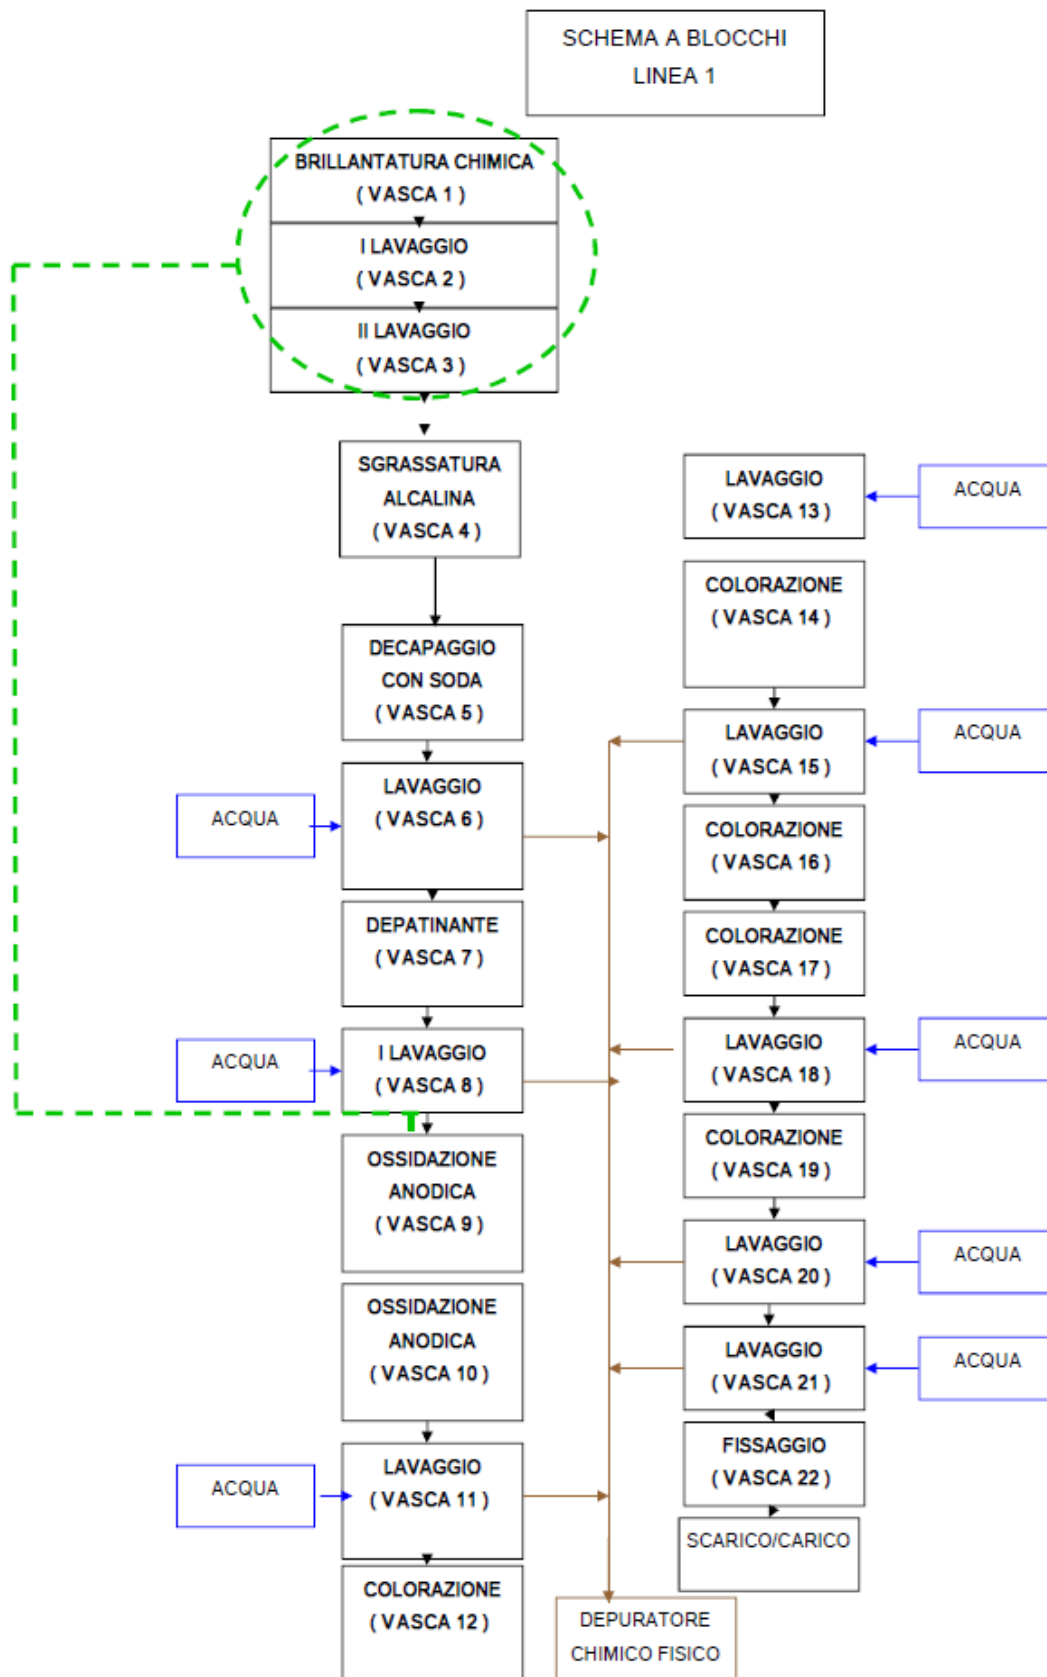 SCHEMA A BLOCCHI
LINEA 1
BRILLANTATURA CHIMICA
( VASCA 1 )
I LAVAGGIO
( VASCA 2 )
II LAVAGGIO
( VASCA 3 )
SGRASSATURA
ALCALINA
( VASCA 4 )
DECAPAGGIO
CON SODA
( VASCA 5 )
ACQUA
LAVAGGIO
( VASCA 6 )
DEPATINANTE
( VASCA 7 )
ACQUA
I LAVAGGIO
( VASCA 8 )
OSSIDAZIONE
ANODICA
( VASCA 9 )
OSSIDAZIONE
ANODICA
( VASCA 10 )
ACQUA
LAVAGGIO
( VASCA 11 )
COLORAZIONE
( VASCA 12 )
LAVAGGIO
( VASCA 13 )
ACQUA
COLORAZIONE
( VASCA 14 )
LAVAGGIO
( VASCA 15 )
ACQUA
COLORAZIONE
( VASCA 16 )
COLORAZIONE
( VASCA 17 )
LAVAGGIO
( VASCA 18 )
ACQUA
COLORAZIONE
( VASCA 19 )
LAVAGGIO
( VASCA 20 )
ACQUA
LAVAGGIO
( VASCA 21 )
ACQUA
FISSAGGIO
( VASCA 22 )
SCARICO/CARICO
DEPURATORE
CHIMICO FISICO